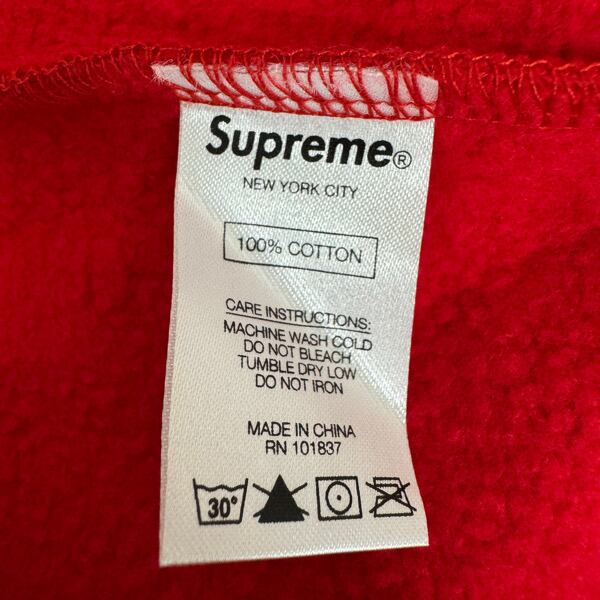 Supreme®
NEW YORK CITY
100% COTTON
CARE INSTRUCTIONS:
MACHINE WASH COLD
DO NOT BLEACH
TUMBLE DRY LOW
DO NOT IRON
MADE IN CHINA
RN 101837
30°